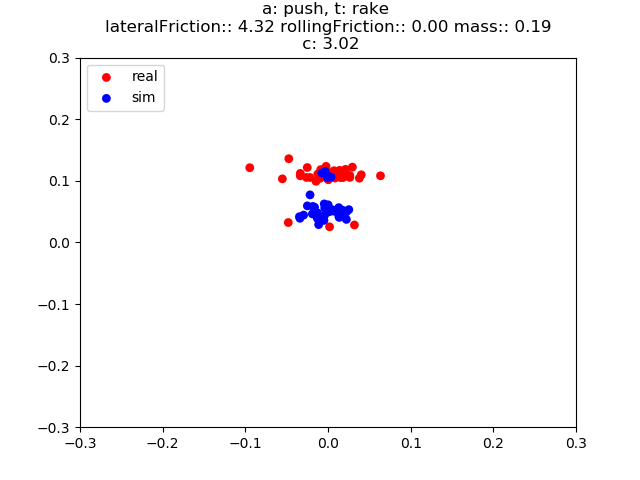 a: push, t: rake
lateralFriction:: 4.32 rollingFriction:: 0.00 mass:: 0.19
c: 3.02
real
sim
0.3
0.2
0.1
0.0
−0.1
−0.2
−0.3
−0.3
−0.2
−0.1
0.0
0.1
0.2
0.3